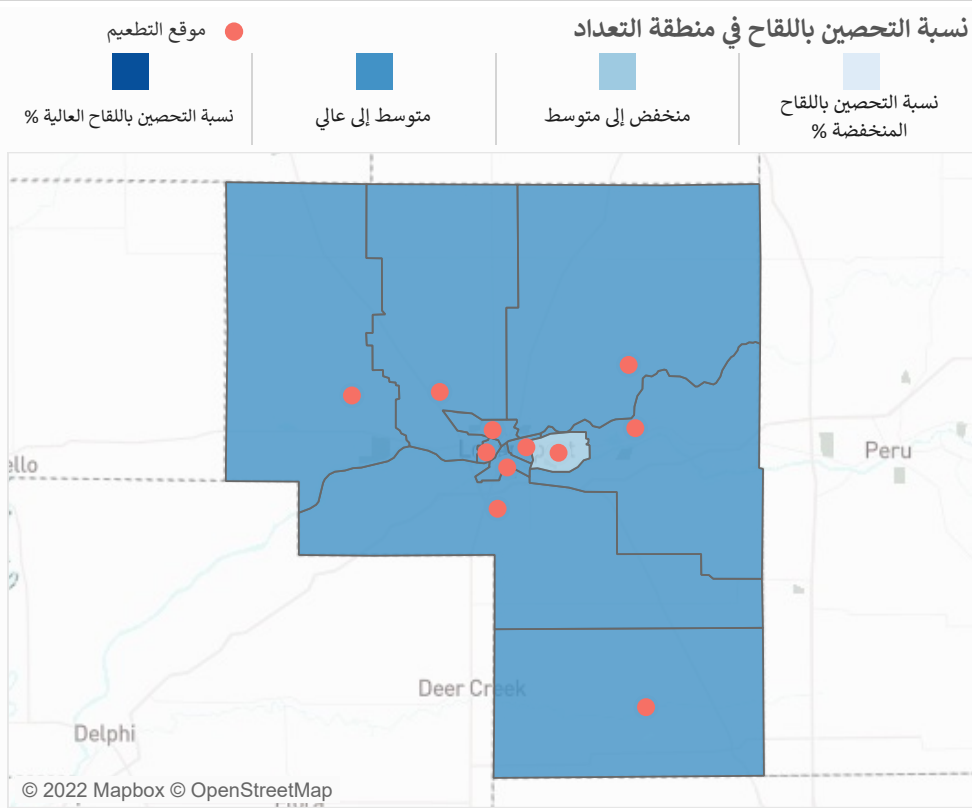 نسبة التحصين باللقاح في منطقة التعداد
موقع التطعيم
نسبة التحصين باللقاح
المنخفضة %
منخفض إلى متوسط
متوسط إلى عالي
نسبة التحصين باللقاح العالية %
Peru
Deer Creek
Delphi
© 2022 Mapbox © OpenStreetMap